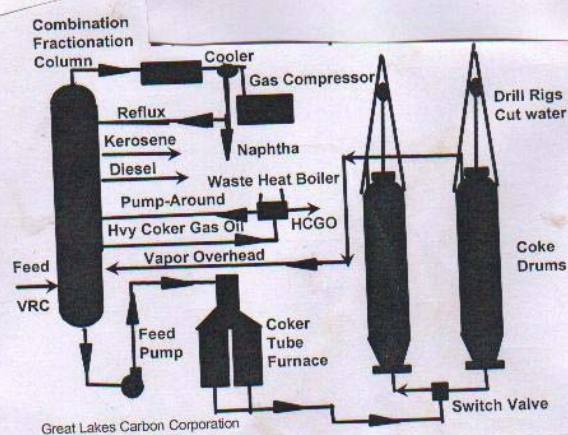 Combination
Fractionation
Column
Cooler
Gas Compressor
Drill Rigs
Cut water
Reflux
Kerosene
Naphtha
Diesel
Waste Heat Boiler
Pump-Around
HCGO
Hvy Coker Gas Oil
Vapor Overhead
Coke
Drums
Feed
VRC
Feed
Pump
Coker
Tube
Furnace
Switch Valve
Great Lakes Carbon Corporation